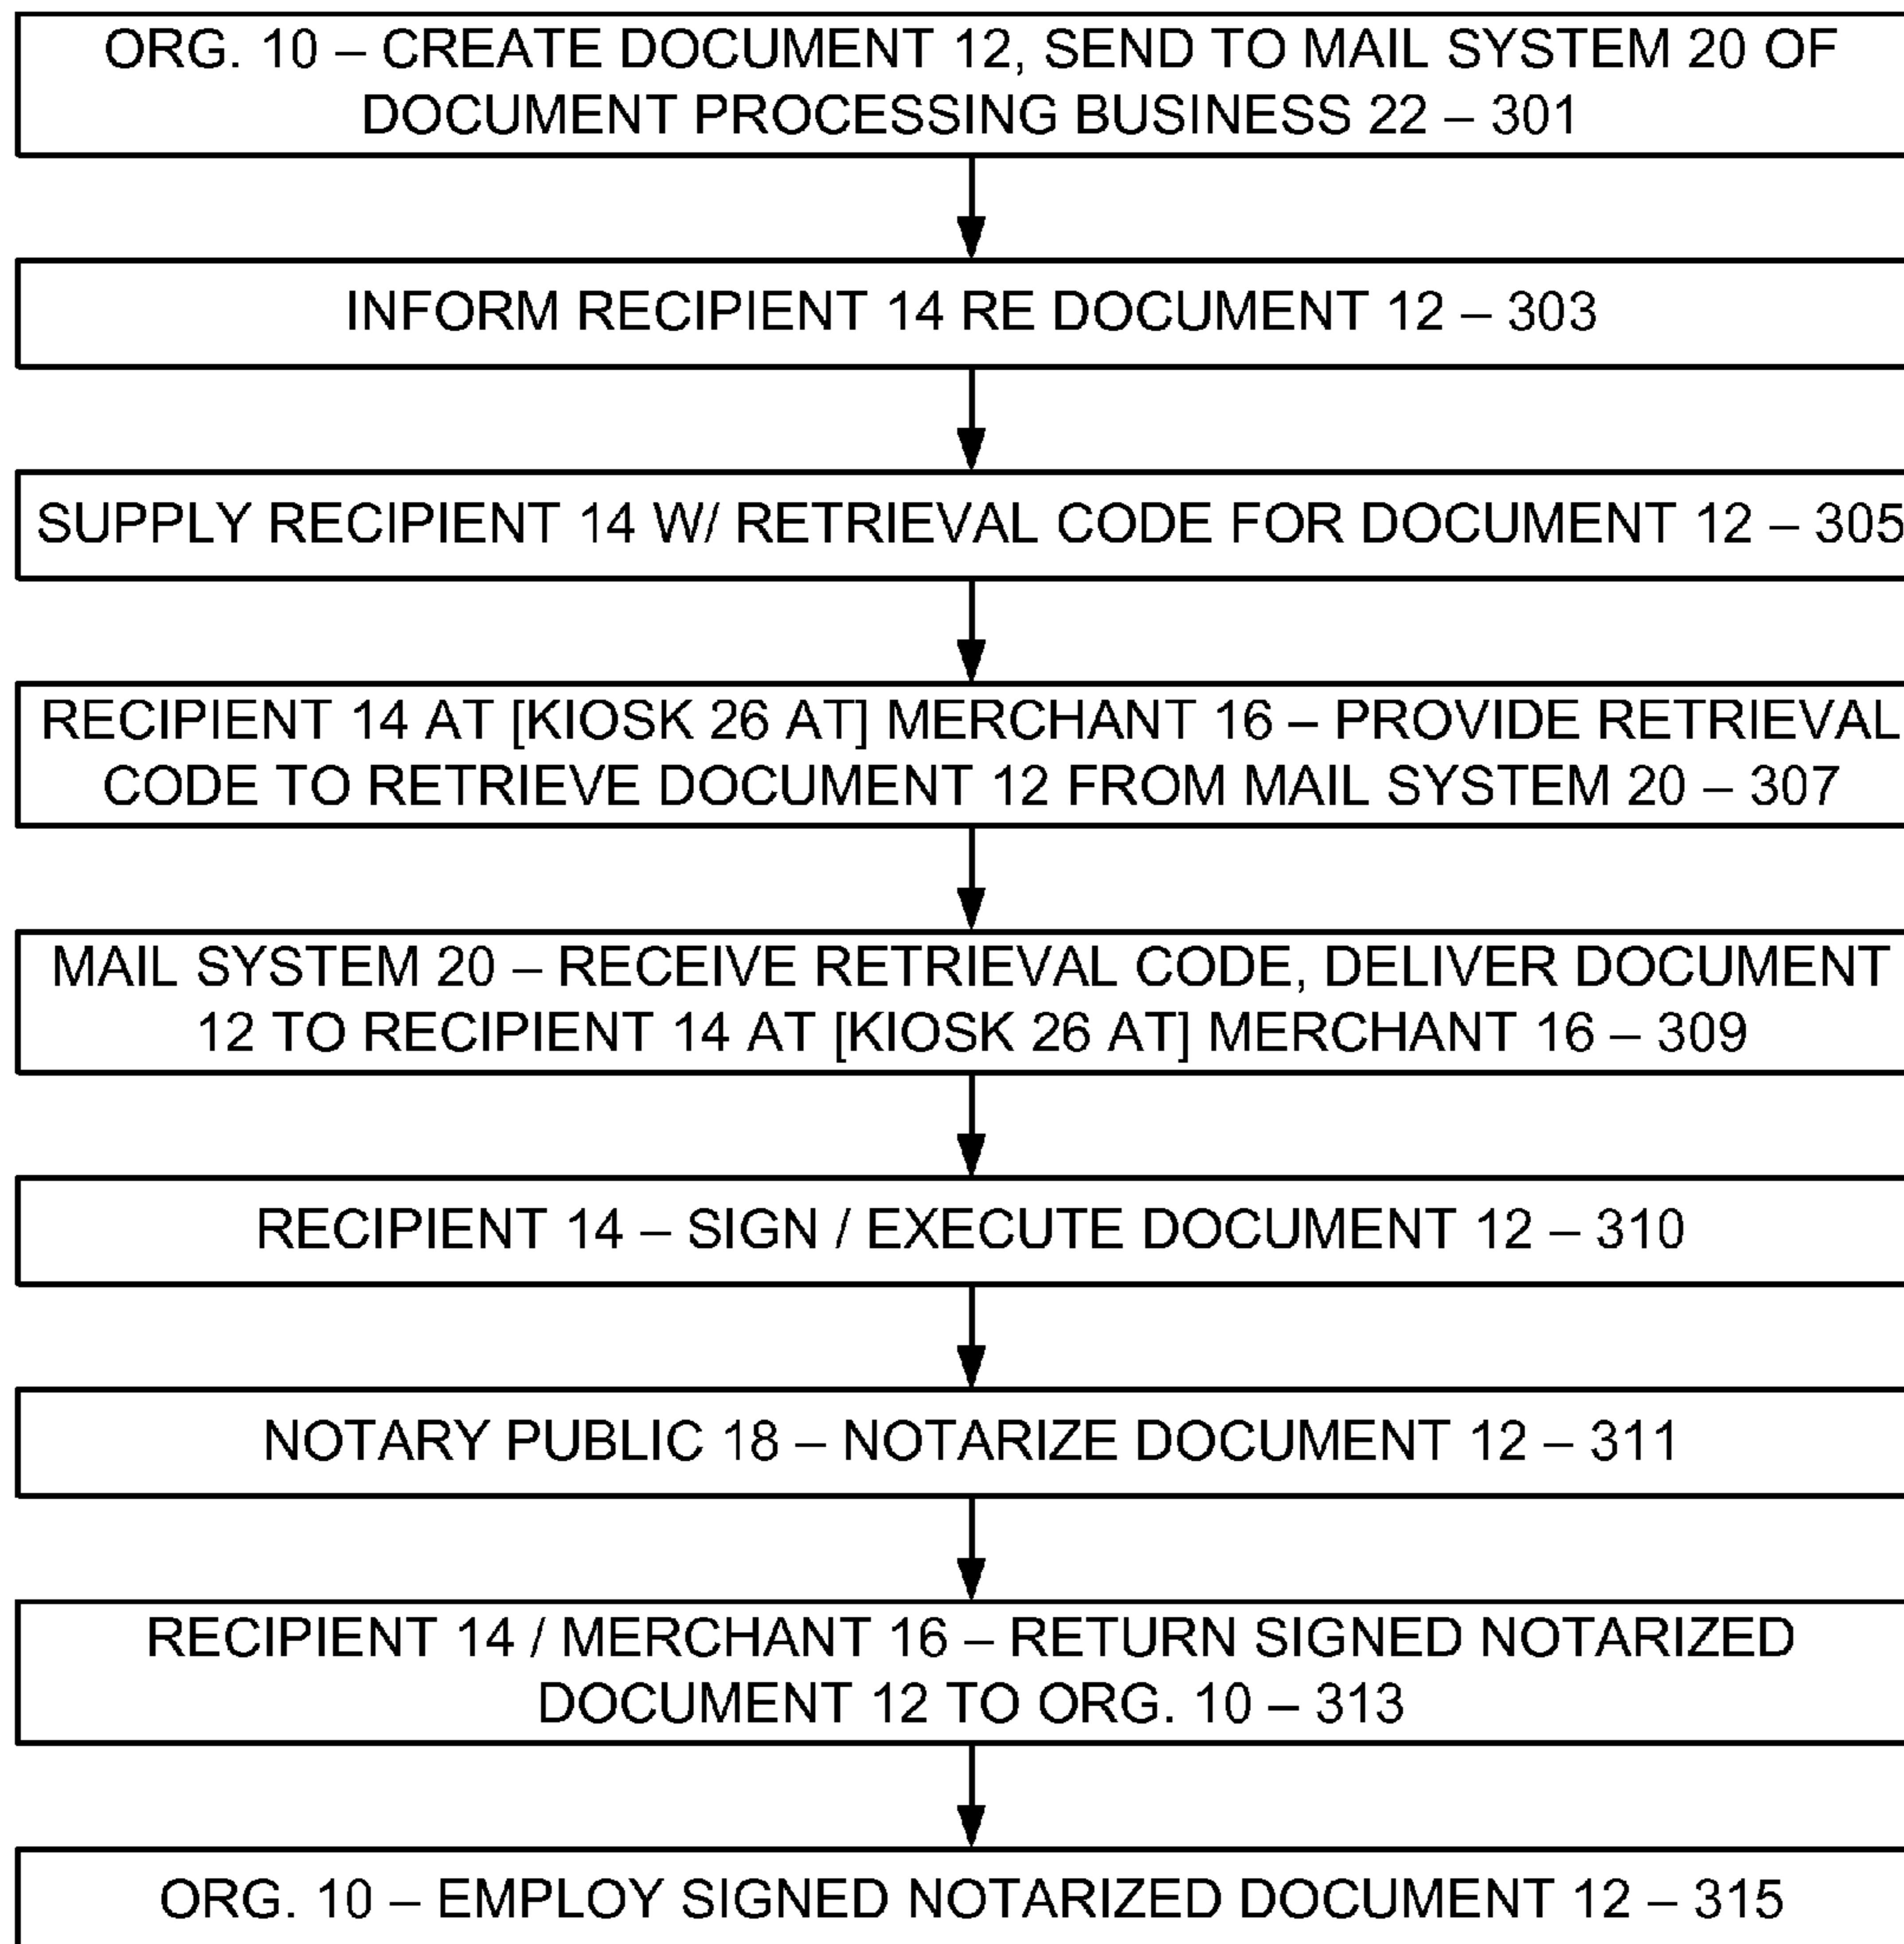 ORG. 10 – CREATE DOCUMENT 12, SEND TO MAIL SYSTEM 20 OF
DOCUMENT PROCESSING BUSINESS 22 – 301
INFORM RECIPIENT 14 RE DOCUMENT 12 – 303
SUPPLY RECIPIENT 14 W/ RETRIEVAL CODE FOR DOCUMENT 12 – 305
RECIPIENT 14 AT [KIOSK 26 AT] MERCHANT 16 – PROVIDE RETRIEVAL
CODE TO RETRIEVE DOCUMENT 12 FROM MAIL SYSTEM 20 – 307
MAIL SYSTEM 20 – RECEIVE RETRIEVAL CODE, DELIVER DOCUMENT
12 TO RECIPIENT 14 AT [KIOSK 26 AT] MERCHANT 16 – 309
RECIPIENT 14 – SIGN / EXECUTE DOCUMENT 12 – 310
NOTARY PUBLIC 18 – NOTARIZE DOCUMENT 12 – 311
RECIPIENT 14 / MERCHANT 16 – RETURN SIGNED NOTARIZED
DOCUMENT 12 TO ORG. 10 – 313
ORG. 10 – EMPLOY SIGNED NOTARIZED DOCUMENT 12 – 315